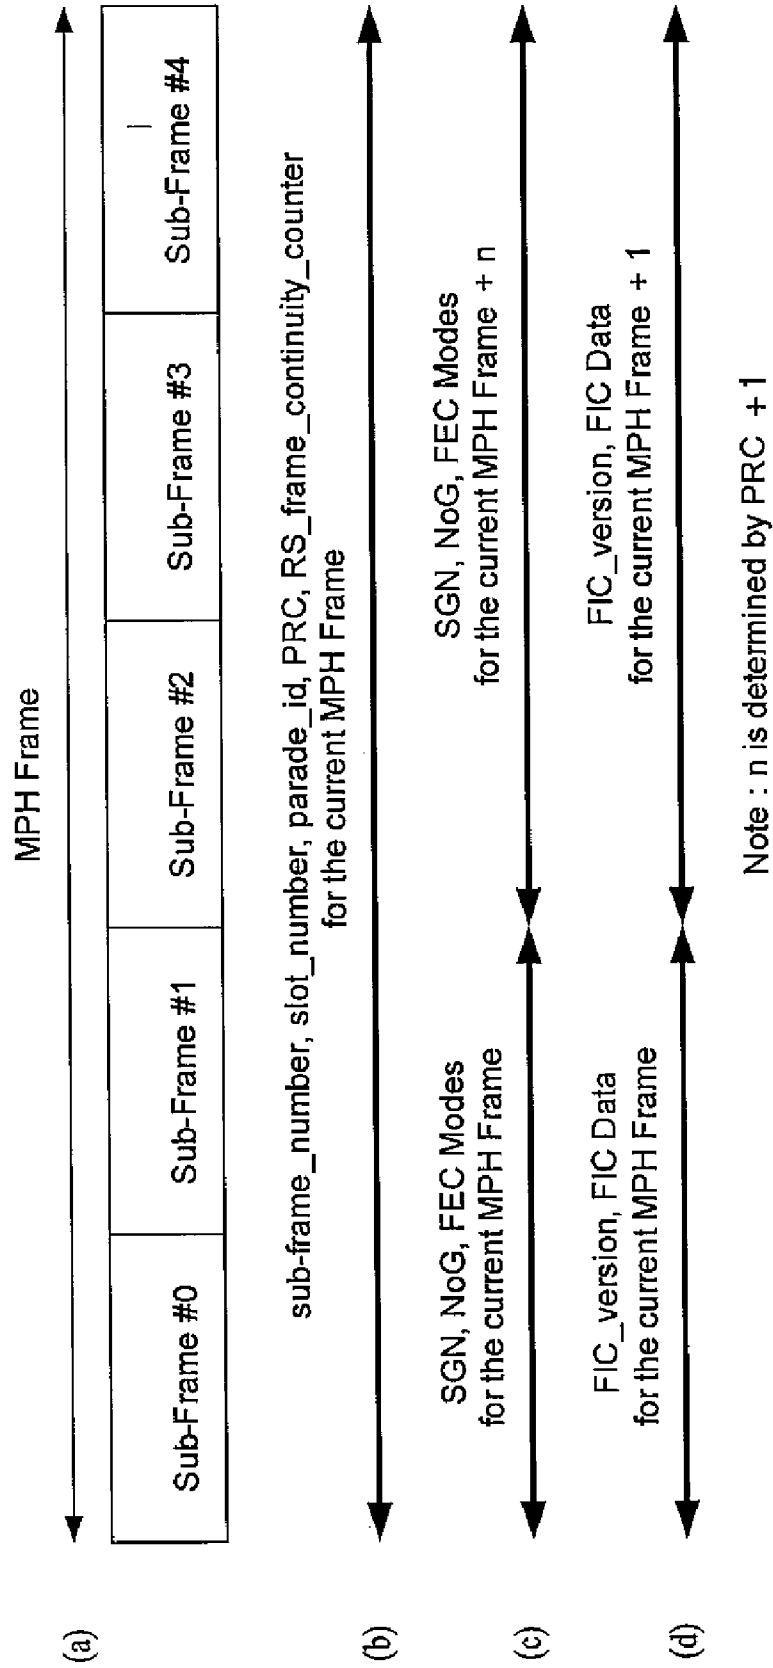 MPH Frame
(a)
Sub-Frame #0 Sub-Frame #1 Sub-Frame #2 Sub-Frame #3 Sub-Frame #4
sub-frame_number, slot_number, parade_id, PRC, RS_frame_continuity_counter
for the current MPH Frame
(b)
SGN, NoG, FEC Modes
for the current MPH Frame
SGN, NoG, FEC Modes
for the current MPH Frame + n
(c)
FIC_version, FIC Data
for the current MPH Frame
FIC_version, FIC Data
for the current MPH Frame + 1
(d)
Note : n is determined by PRC +1